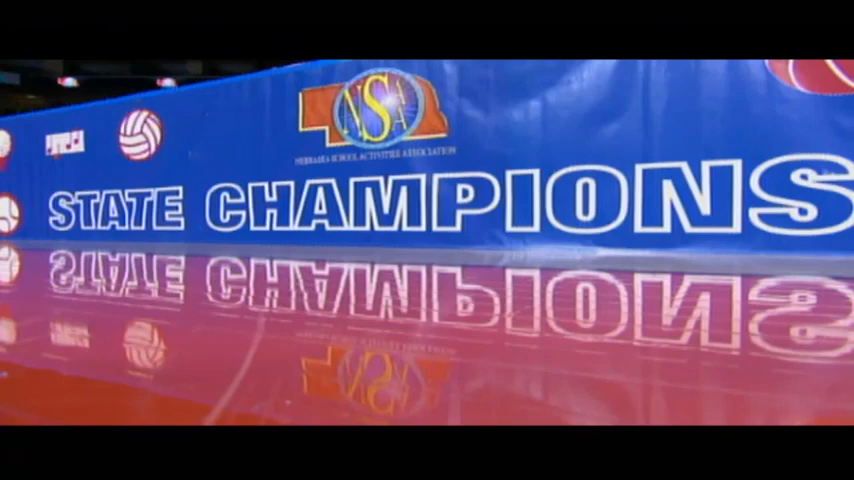 NSAA
NEBRASKA SCHOOL ACTIVITIES ASSOCIATION
STATE CHAMPIONS